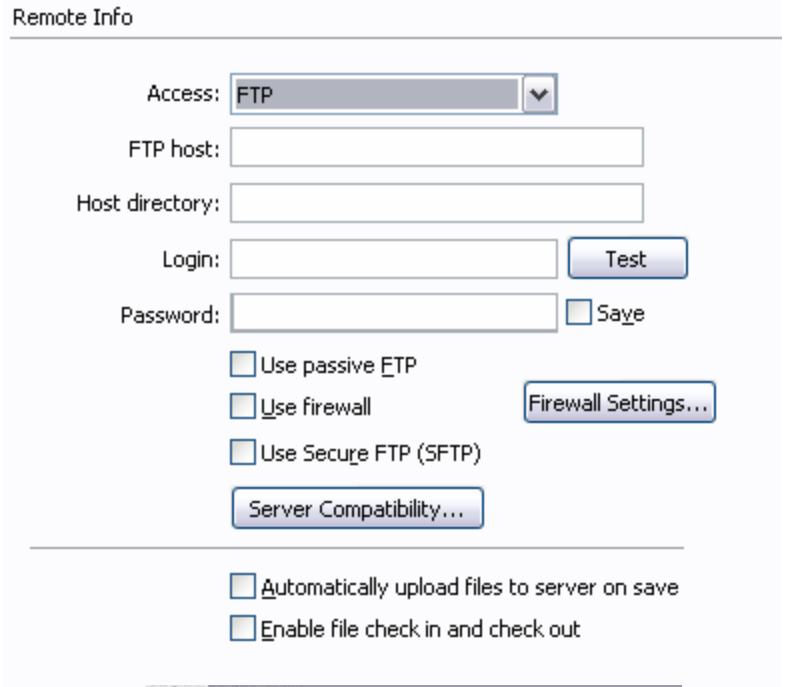 Remote Info
Access: FTP
FTP host:
Host directory:
Login: Test
Password: Save
Use passive FTP
Use firewall Firewall Settings...
Use Secure FTP (SFTP)
Server Compatibility...
Automatically upload files to server on save
Enable file check in and check out